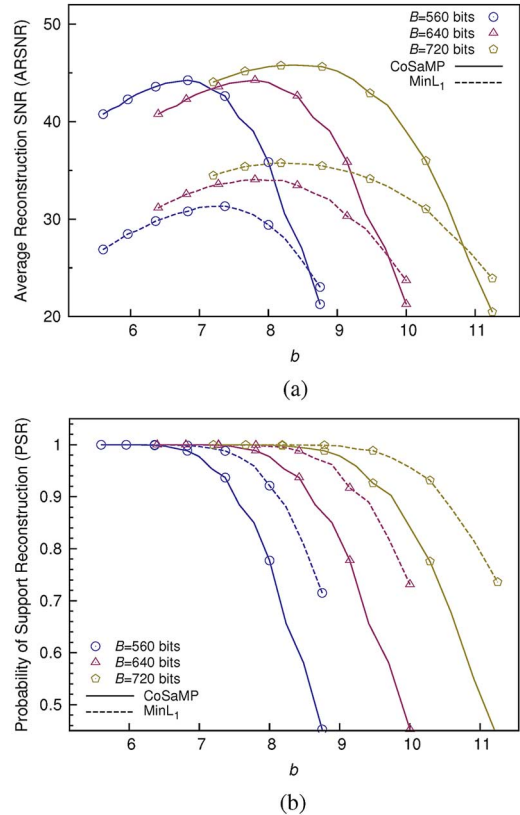 (a)
Average Reconstruction SNR (ARSNR)
50
40
30
20
6 7 8 9 10 11
b
B=560 bits
B=640 bits
B=720 bits
CoSaMP
MinL₁
(b)
Probability of Support Reconstruction (PSR)
1
0.9
0.8
0.7
0.6
0.5
B=560 bits
B=640 bits
B=720 bits
CoSaMP
MinL₁
6 7 8 9 10 11
b